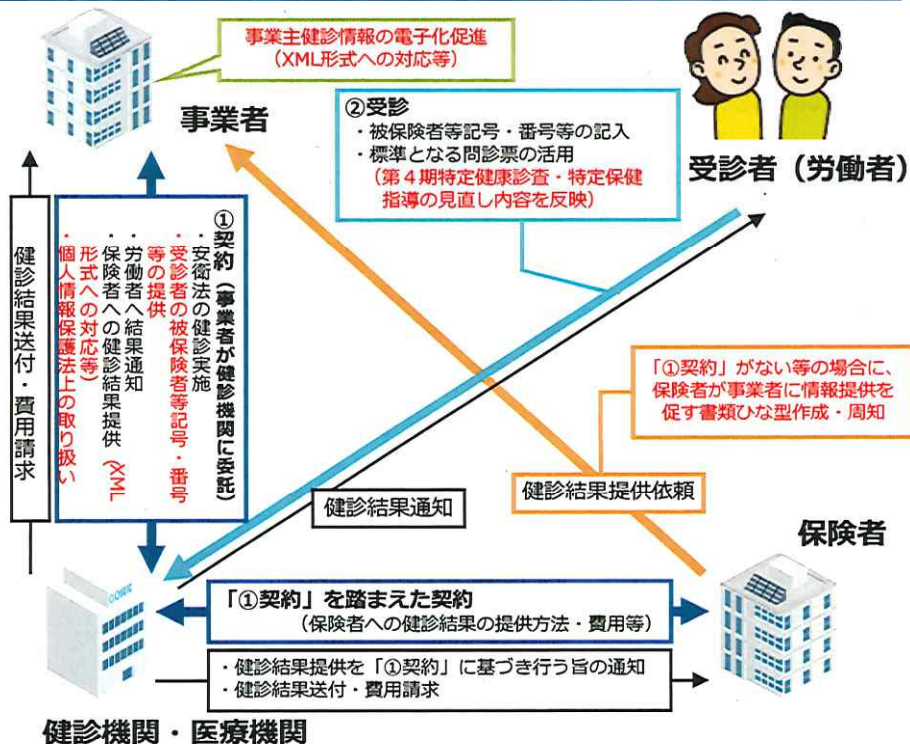 事業主健診情報の電子化促進
（XML形式への対応等）
事業者
②受診
・被保険者等記号・番号等の記入
・標準となる問診票の活用
（第４期特定健康診査・特定保健
指導の見直し内容を反映）
受診者（労働者）
健診結果送付・費用請求
①契約（事業者が健診機関に委託）
・安衛法の健診実施
・受診者の被保険者等記号・番号
等の提供
・労働者へ結果通知
・保険者への健診結果提供（XML
形式への対応等）
・個人情報保護法上の取り扱い
「①契約」がない等の場合に、
保険者が事業者に情報提供を
促す書類ひな型作成・周知
健診結果提供依頼
健診結果通知
保険者
「①契約」を踏まえた契約
（保険者への健診結果の提供方法・費用等）
・健診結果提供を「①契約」に基づき行う旨の通知
・健診結果送付・費用請求
健診機関・医療機関